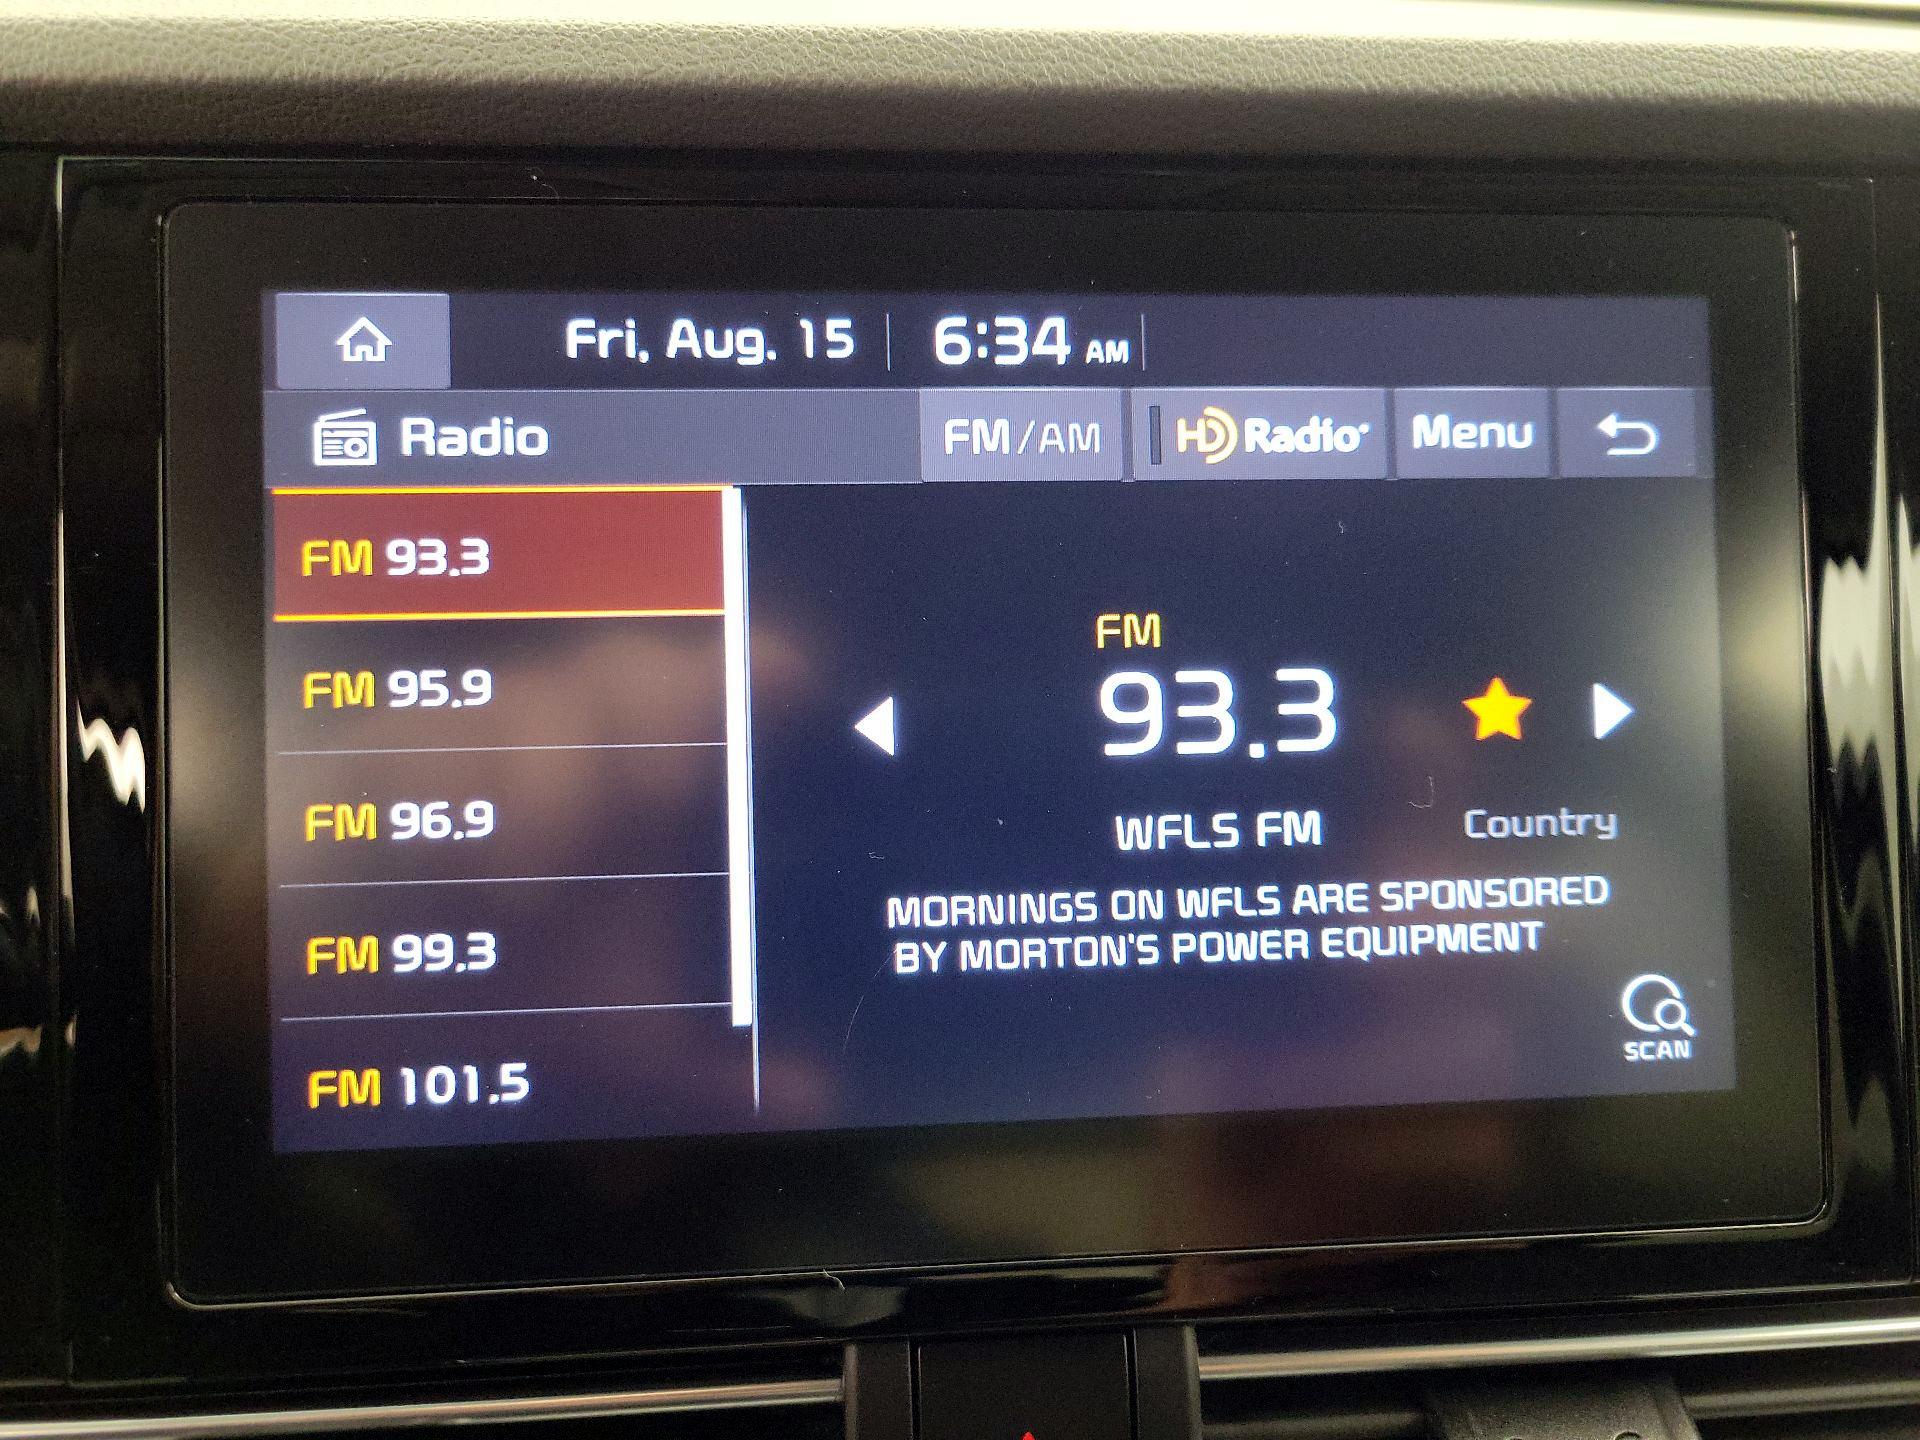 Fri, Aug. 15 6:34 AM
Radio FM/AM HD Radio Menu
FM 93.3
FM 95.9
FM 96.9
FM 99.3
FM 101.5
FM
93.3
WFLS FM Country
MORNINGS ON WFLS ARE SPONSORED
BY MORTON'S POWER EQUIPMENT
SCAN